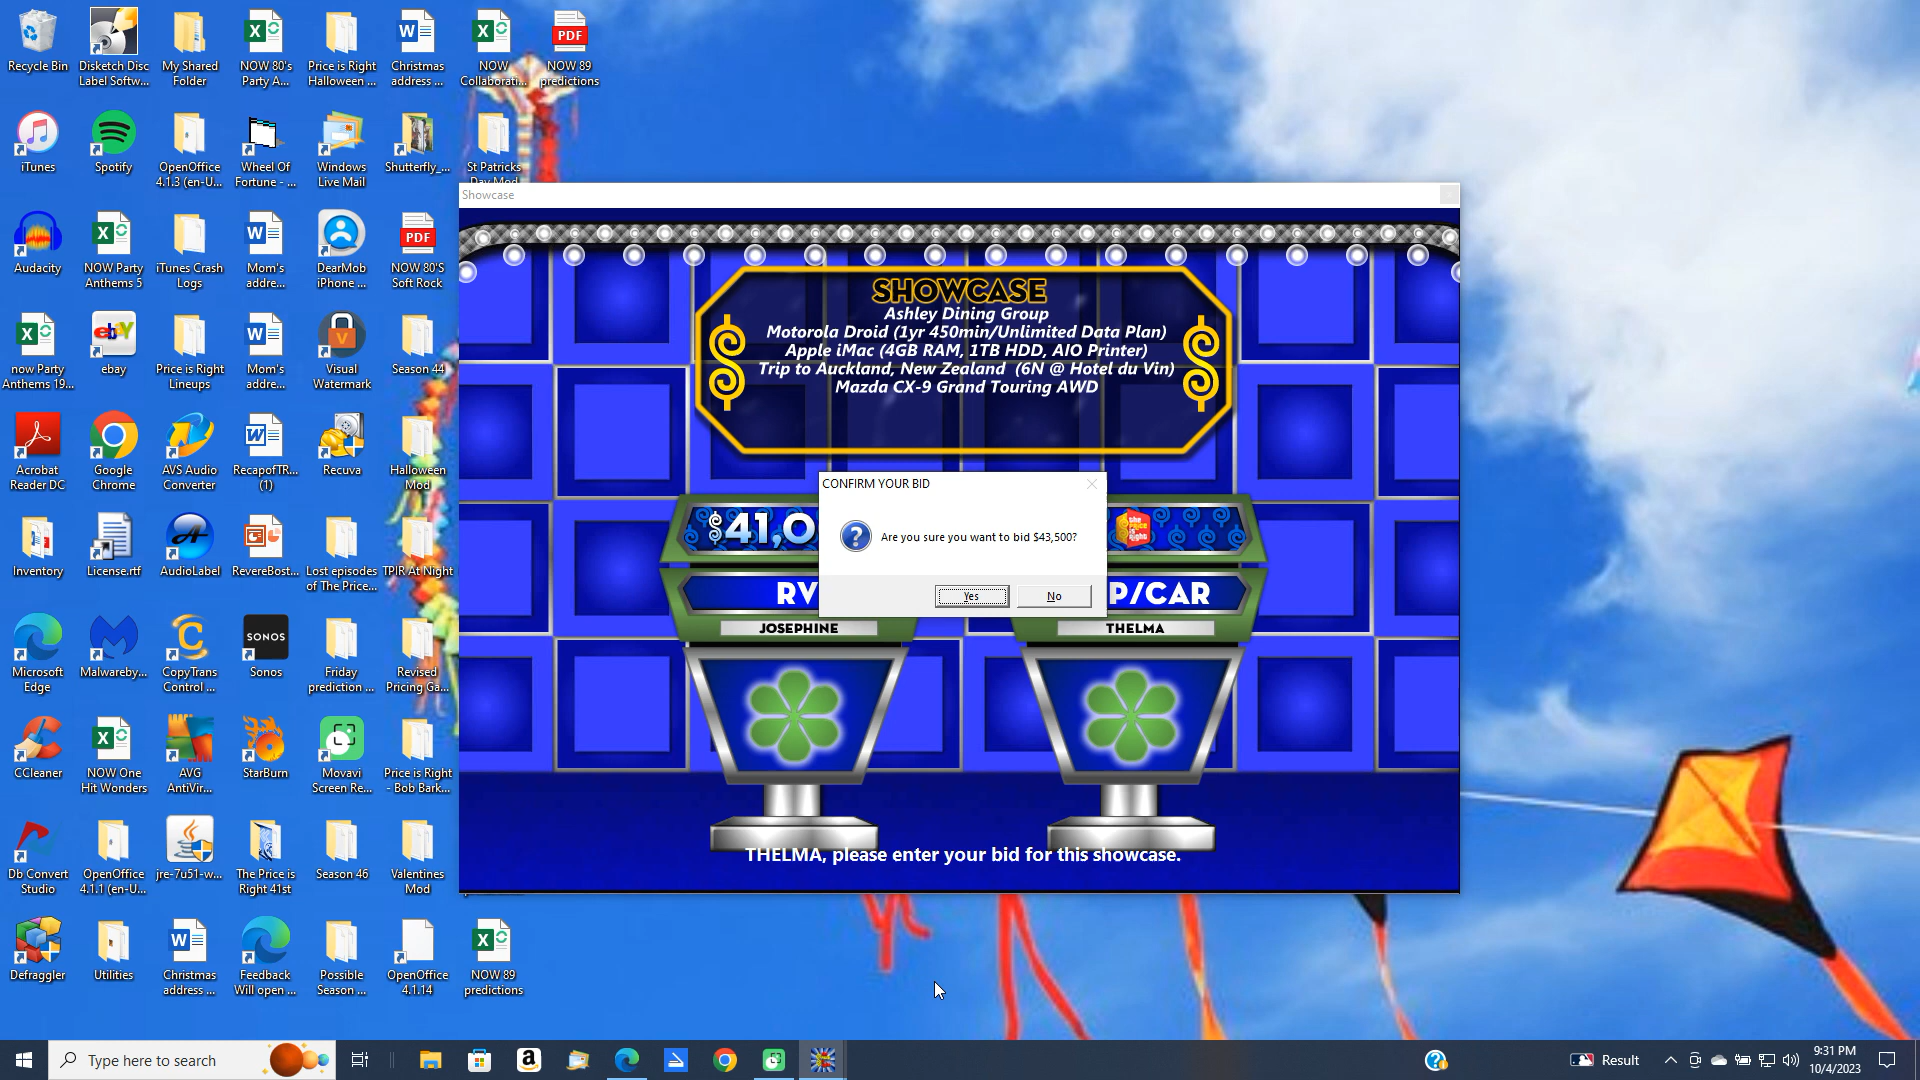 Recycle Bin
Disketch Disc
Label Softw...
My Shared
Folder
NOW 80's
Party A...
Price is Right
Halloween ...
Christmas
address ...
NOW
Collaborati...
NOW 89
predictions
iTunes
Spotify
OpenOffice
4.1.3 (en-U...
Wheel Of
Fortune - ...
Windows
Live Mail
Shutterfly_...
St Patricks
Day Mod
Audacity
NOW Party
Anthems 5
iTunes Crash
Logs
Mom's
addre...
DearMob
iPhone ...
NOW 80'S
Soft Rock
now Party
Anthems 19...
ebay
Price is Right
Lineups
Mom's
addre...
Visual
Watermark
Season 44
Acrobat
Reader DC
Google
Chrome
AVS Audio
Converter
RecapofTR...
(1)
Recuva
Halloween
Mod
Inventory
License.rtf
AudioLabel
RevereBost...
Lost episodes
of The Price...
TPIR At Night
Microsoft
Edge
Malwareby...
CopyTrans
Control ...
Sonos
Friday
prediction ...
Revised
Pricing Ga...
CCleaner
NOW One
Hit Wonders
AVG
AntiVir...
StarBurn
Movavi
Screen Re...
Price is Right
- Bob Bark...
Db Convert
Studio
OpenOffice
4.1.1 (en-U...
jre-7u51-w...
The Price is
Right 41st
Season 46
Valentines
Mod
Defraggler
Utilities
Christmas
address ...
Feedback
Will open ...
Possible
Season ...
OpenOffice
4.1.14
NOW 89
predictions
Showcase
SHOWCASE
Ashley Dining Group
Motorola Droid (1yr 450min/Unlimited Data Plan)
Apple iMac (4GB RAM, 1TB HDD, AIO Printer)
Trip to Auckland, New Zealand (6N @ Hotel du Vin)
Mazda CX-9 Grand Touring AWD
CONFIRM YOUR BID
Are you sure you want to bid $43,500?
Yes
No
$41,0
the Price is Right
RV
P/CAR
JOSEPHINE
THELMA
THELMA, please enter your bid for this showcase.
Type here to search
Result
9:31 PM
10/4/2023